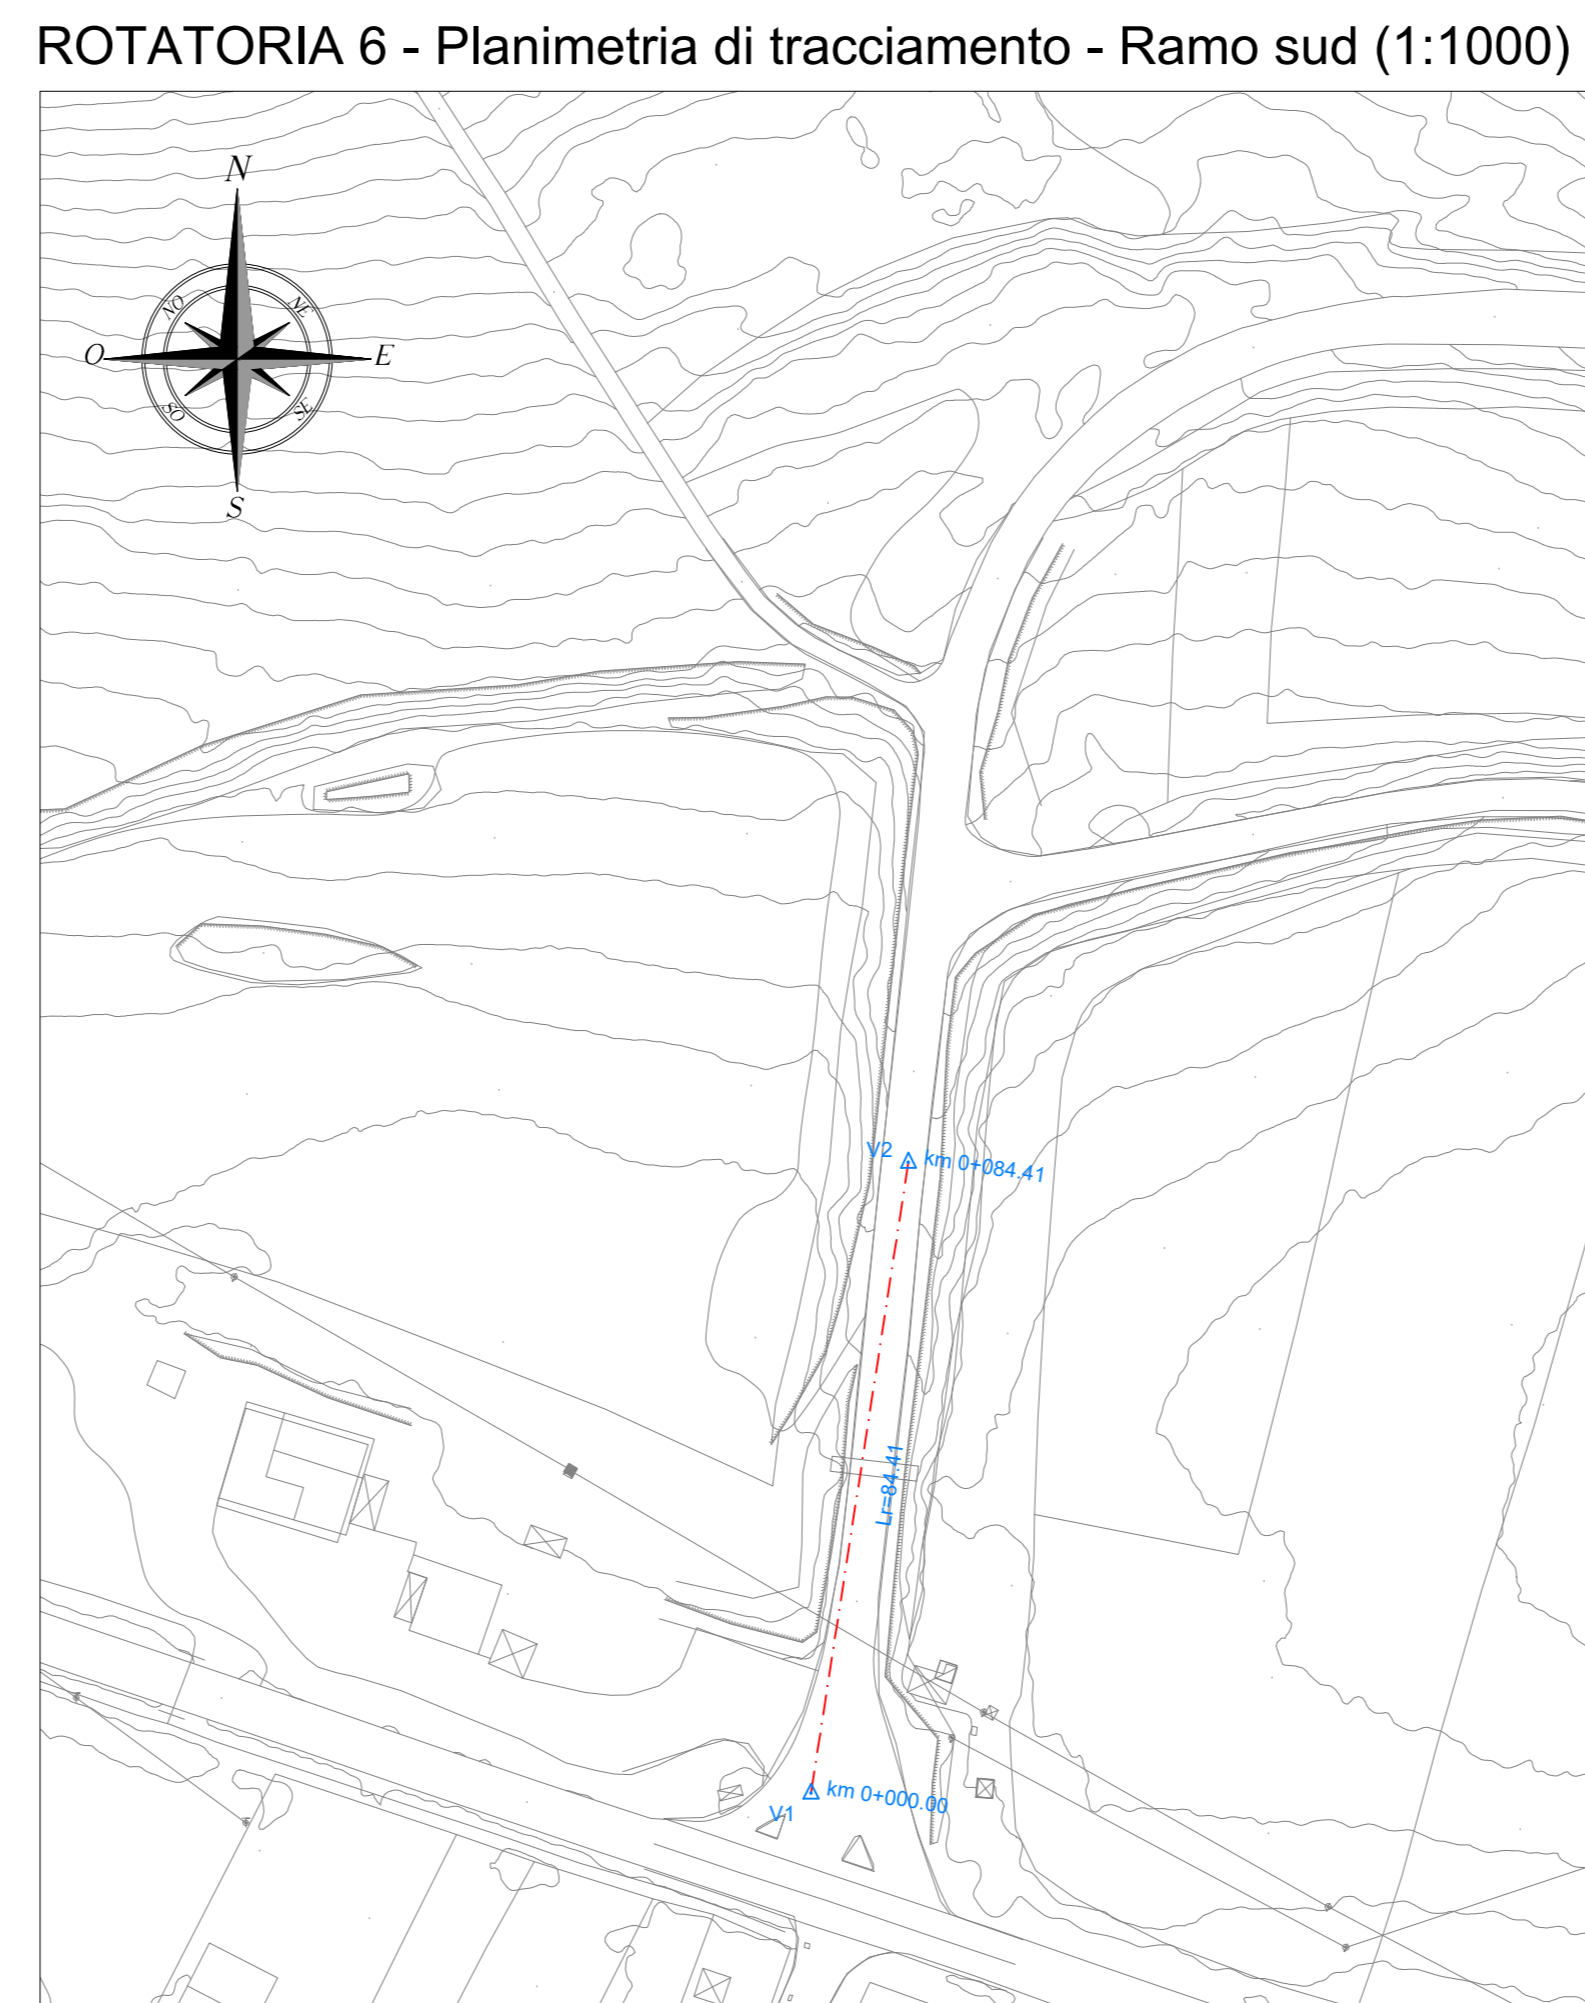 ROTATORIA 6 - Planimetria di tracciamento - Ramo sud (1:1000)
N
NO
NE
O
E
SO
SE
S
V2
km 0+084.41
Lr=84.41
km 0+000.00
V1